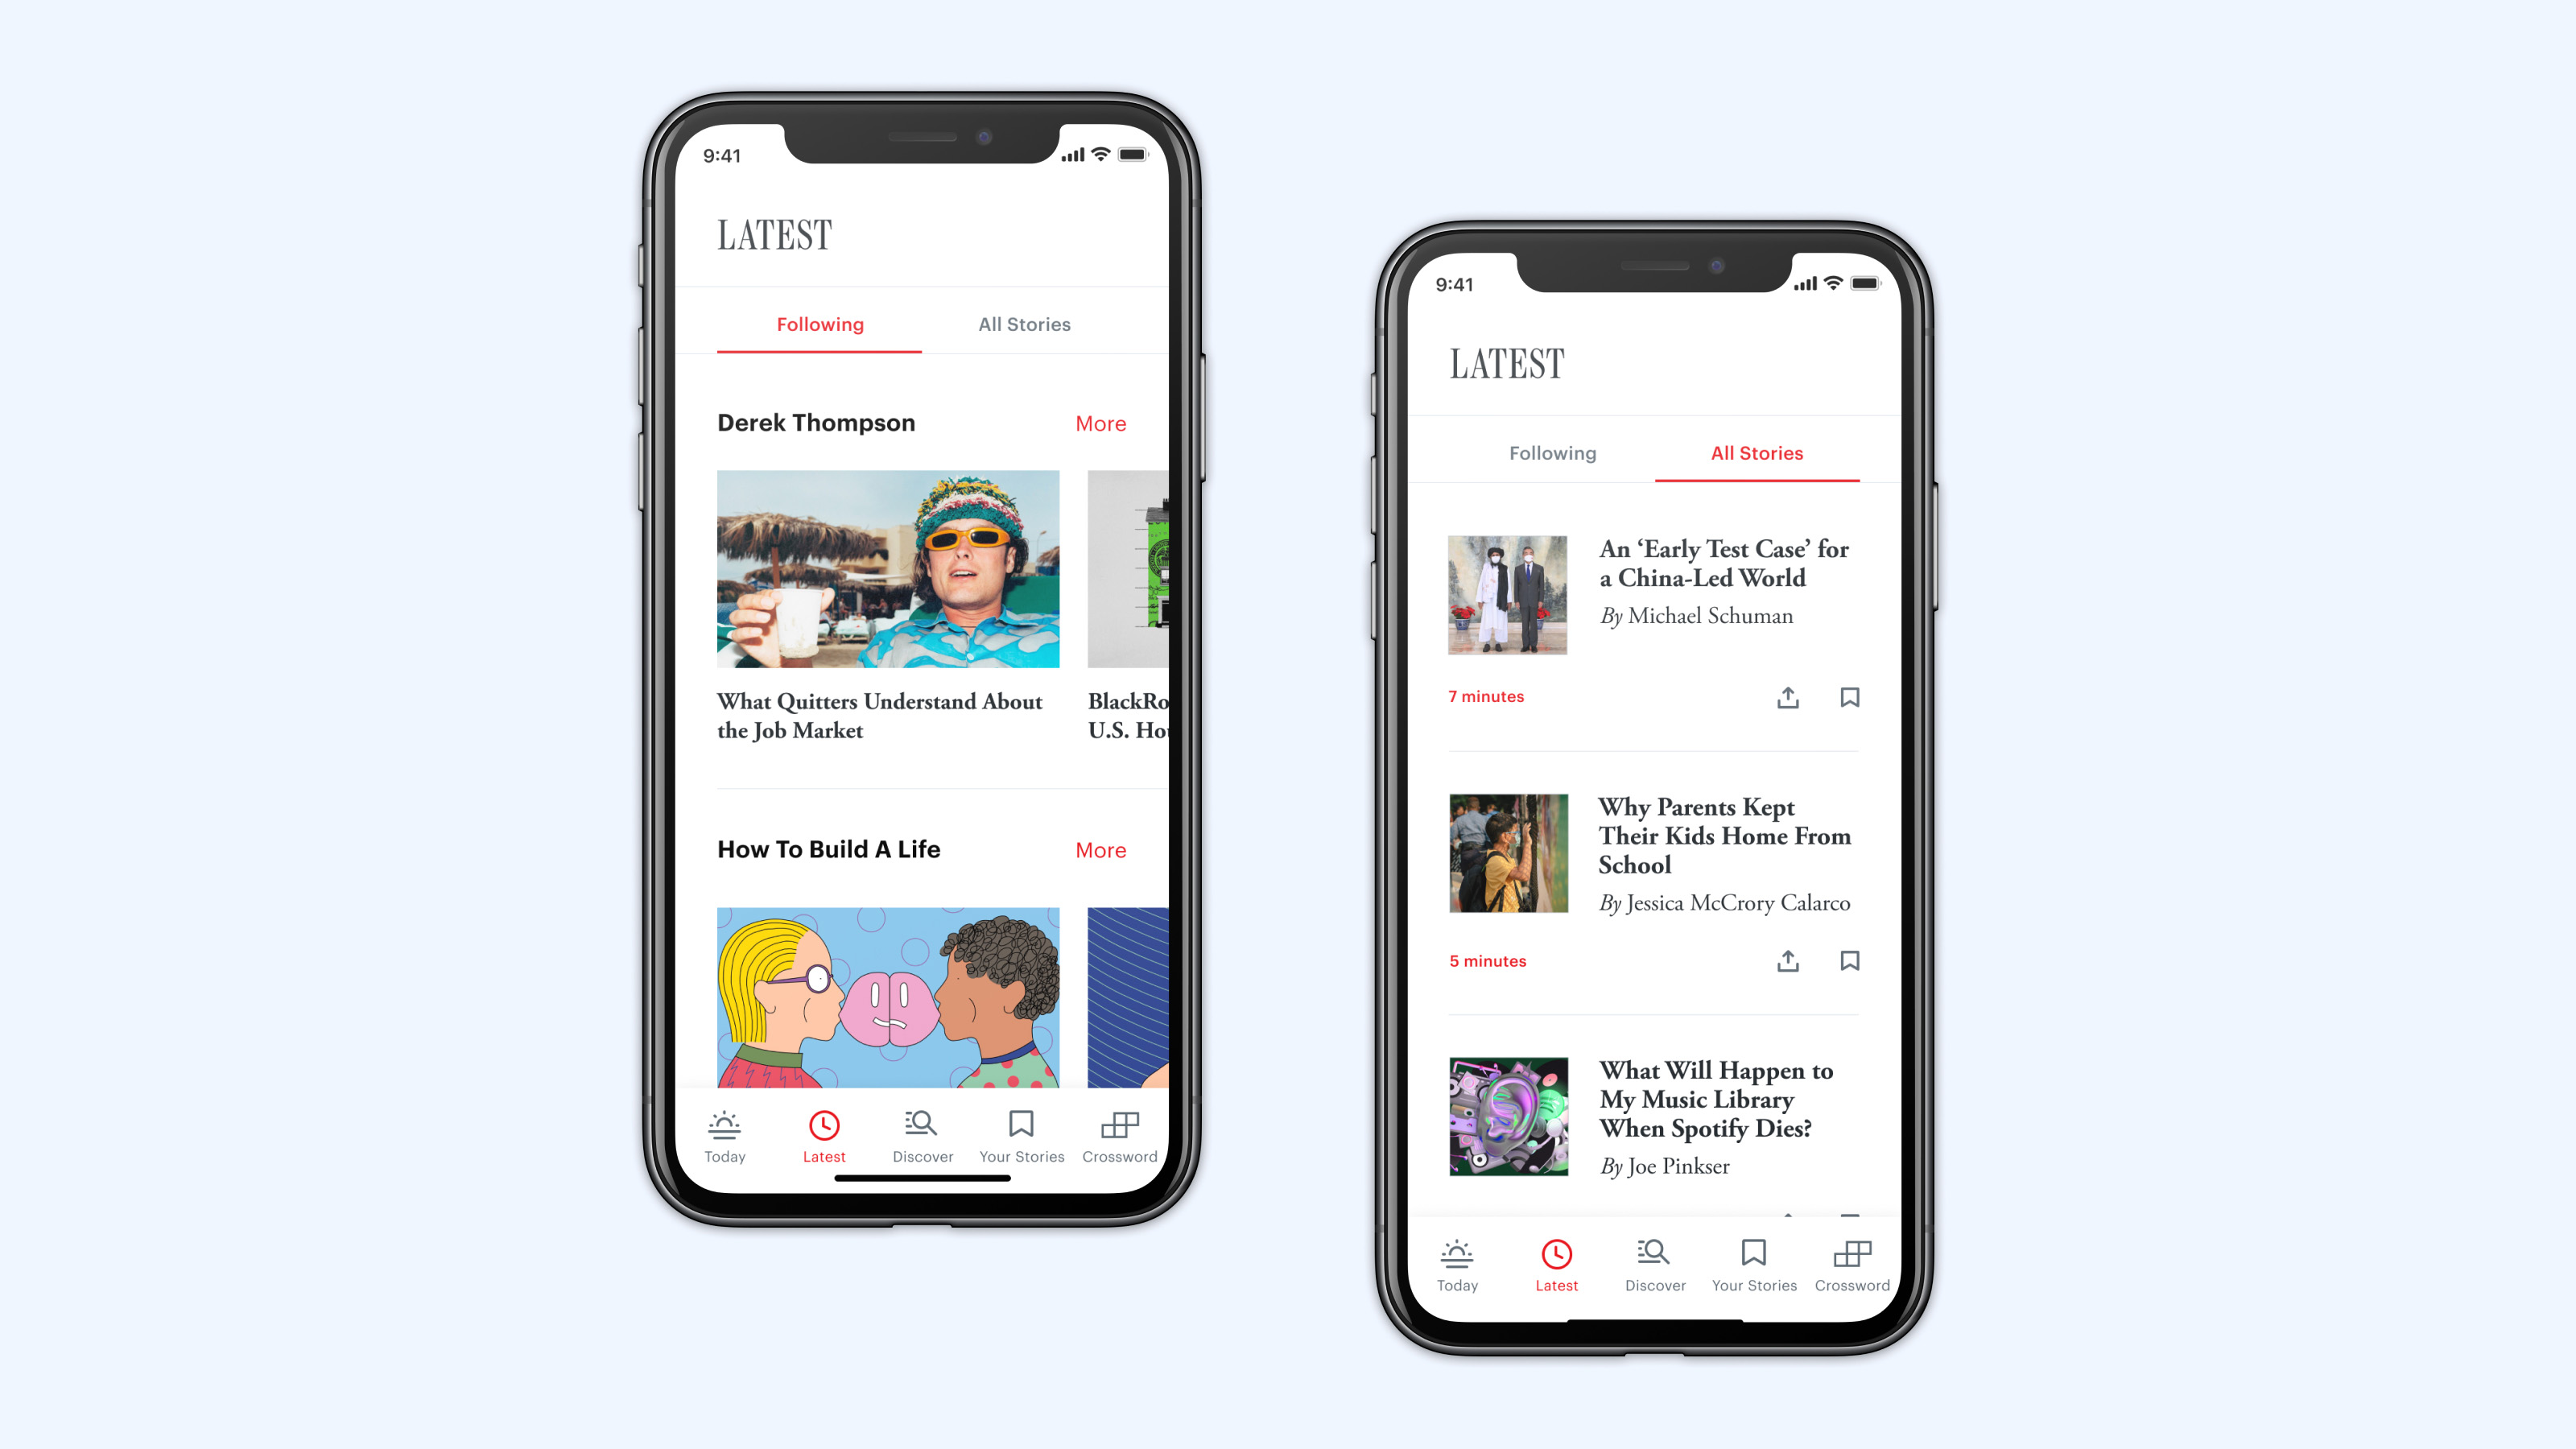 9:41
LATEST
Following
All Stories
Derek Thompson
More
What Quitters Understand About
the Job Market
BlackRo
U.S. Hou
How To Build A Life
More
Today
Latest
Discover
Your Stories
Crossword
9:41
LATEST
Following
All Stories
An ‘Early Test Case’ for
a China-Led World
By Michael Schuman
7 minutes
Why Parents Kept
Their Kids Home From
School
By Jessica McCrory Calarco
5 minutes
What Will Happen to
My Music Library
When Spotify Dies?
By Joe Pinkser
Today
Latest
Discover
Your Stories
Crossword